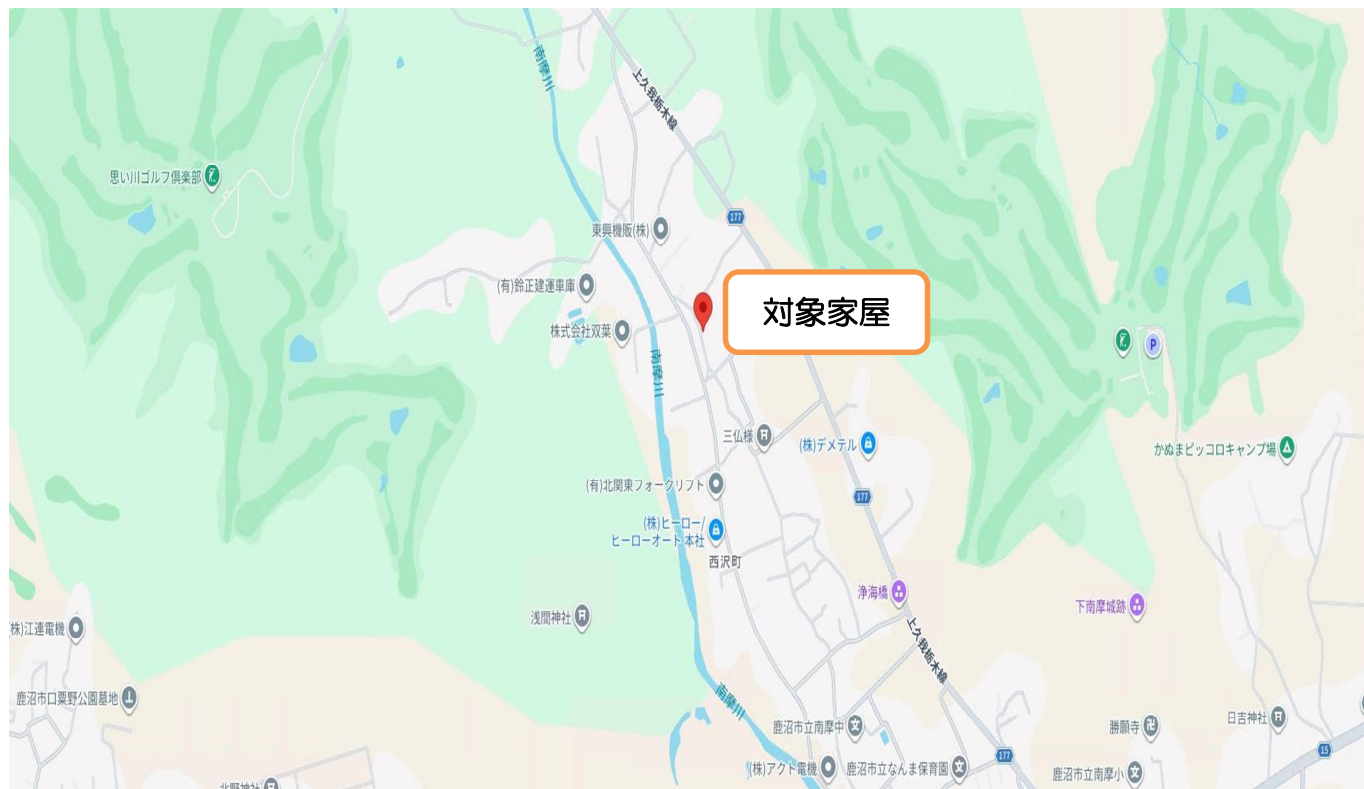 南摩川
上久我栃木線
思い川ゴルフ倶楽部
177
東興機販(株)
(有)鈴正建運車庫
対象家屋
株式会社双葉
P
南摩川
三仏様
(株)デメテル
かぬまピッコロキャンプ場
(有)北関東フォークリフト
177
(株)ヒーロー/
ヒーローオート 本社
西沢町
浄海橋
下南摩城跡
浅間神社
(株)江連電機
上久我栃木線
鹿沼市口粟野公園墓地
南摩川
鹿沼市立南摩中
勝願寺
日吉神社
15
177
(株)アクト電機
鹿沼市立なんま保育園
鹿沼市立南摩小